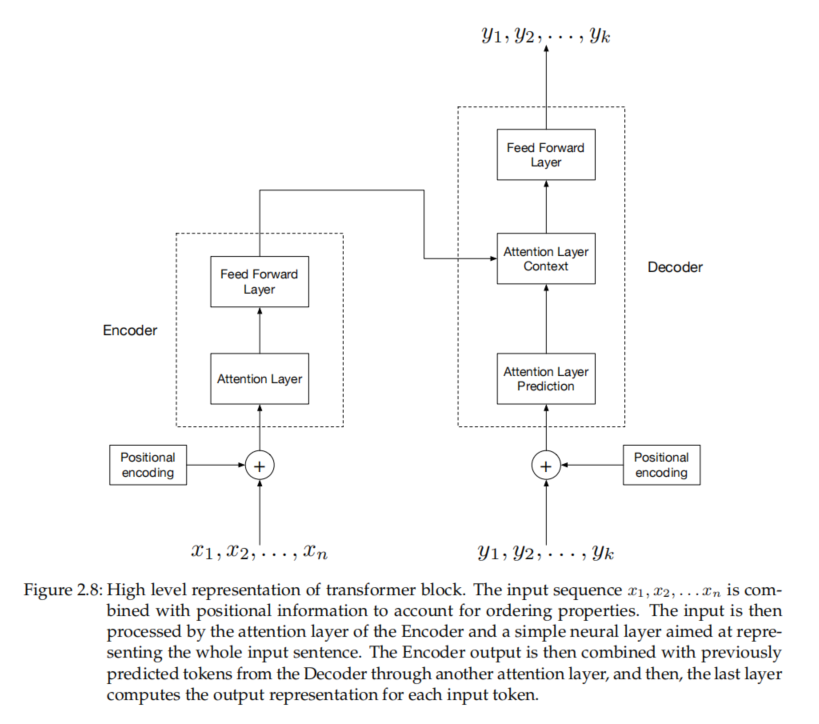 y1, y2, . . . , yk
Feed Forward
Layer
Attention Layer
Context
Decoder
Feed Forward
Layer
Encoder
Attention Layer
Attention Layer
Prediction
Positional
encoding
+
+
Positional
encoding
x1, x2, . . . , xn
y1, y2, . . . , yk
Figure 2.8: High level representation of transformer block. The input sequence x1, x2, . . . xn is com-
bined with positional information to account for ordering properties. The input is then
processed by the attention layer of the Encoder and a simple neural layer aimed at repre-
senting the whole input sentence. The Encoder output is then combined with previously
predicted tokens from the Decoder through another attention layer, and then, the last layer
computes the output representation for each input token.